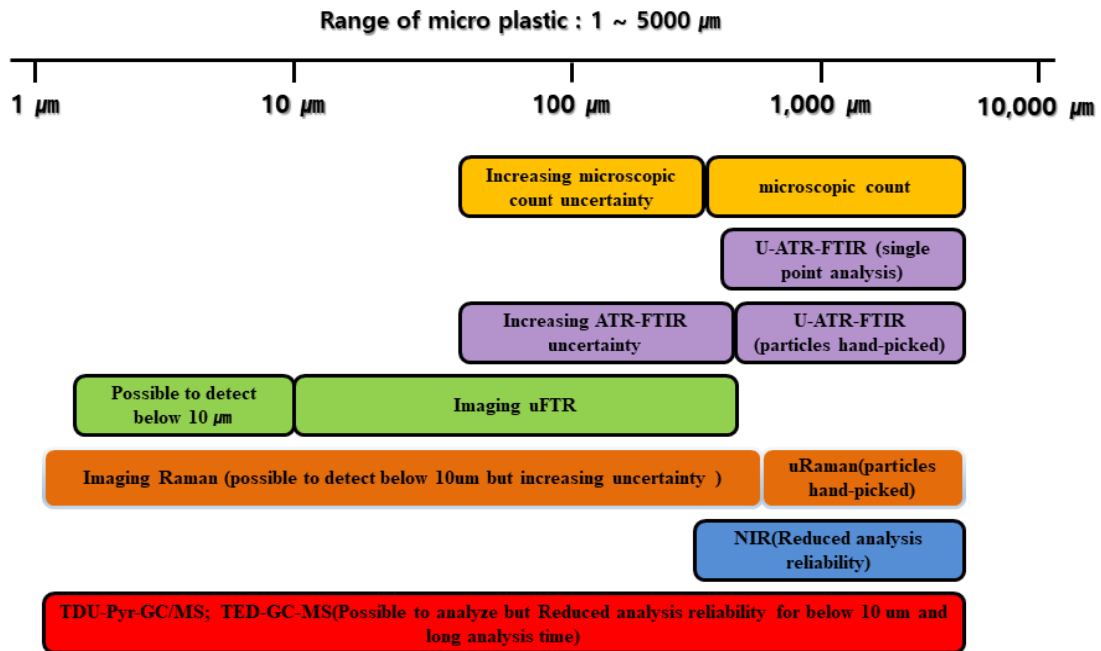 Range of micro plastic : 1 ~ 5000 ㎛
1 ㎛
10 ㎛
100 ㎛
1,000 ㎛
10,000 ㎛
Increasing microscopic
count uncertainty
microscopic count
U-ATR-FTIR (single
point analysis)
Increasing ATR-FTIR
uncertainty
U-ATR-FTIR
(particles hand-picked)
Possible to detect
below 10 ㎛
Imaging uFTR
Imaging Raman (possible to detect below 10um but increasing uncertainty )
uRaman(particles
hand-picked)
NIR(Reduced analysis
reliability)
TDU-Pyr-GC/MS; TED-GC-MS(Possible to analyze but Reduced analysis reliability for below 10 um and
long analysis time)